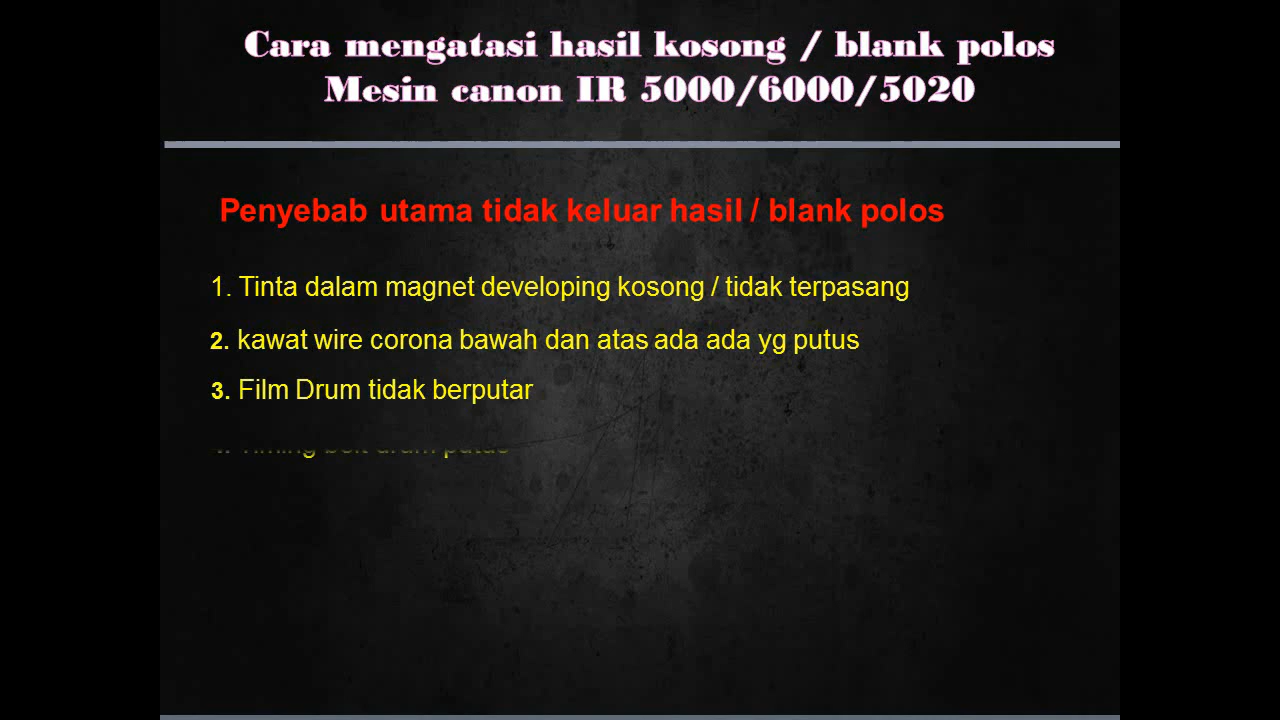 Cara mengatasi hasil kosong / blank polos
Mesin canon IR 5000/6000/5020
Penyebab utama tidak keluar hasil / blank polos
1. Tinta dalam magnet developing kosong / tidak terpasang
2. kawat wire corona bawah dan atas ada ada yg putus
3. Film Drum tidak berputar